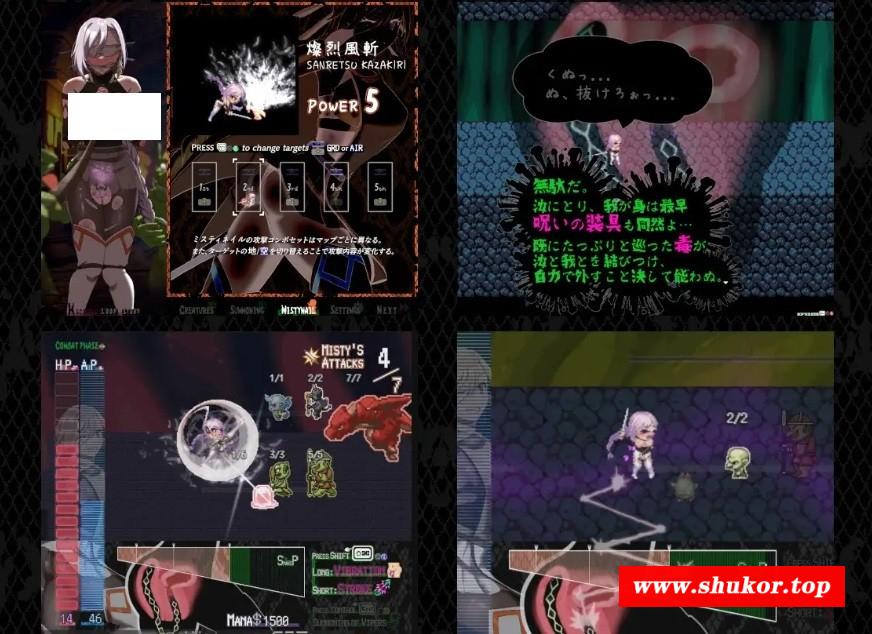 燦烈風斬
SANRETSU KAZAKIRI
POWER 5
PRESS to change targets GRD or AIR
1st 2nd 3rd 4th 5th
ミスティネイルの攻撃コンボセットはマップごとに異なる。
また、ターゲットの地/空を切り替えることで攻撃内容が変化する。
CREATURES SUMMONING MISTYNAIL SETTINGS NEXT
くぬっ...
ぬ、抜けろぉっ...
無駄だ。
汝にとり、我が身は最早
呪いの装具も同然よ…
既にたっぷりと巡った毒が、
汝と我とを結びつけ、
自力で外すこと決して能わぬ。
COMBAT PHASE
H.P. A.P.
MISTY'S
ATTACKS
4/7
1/1 2/2 7/7
1/6 3/3 5/5
PRESS SHIFT
LONG: VIBRATION
SHORT: STROKE
PRESS CONTROL
SUMMONING OF VIPERS
14 46
MANA$ 1500
2/2
www.shukor.top